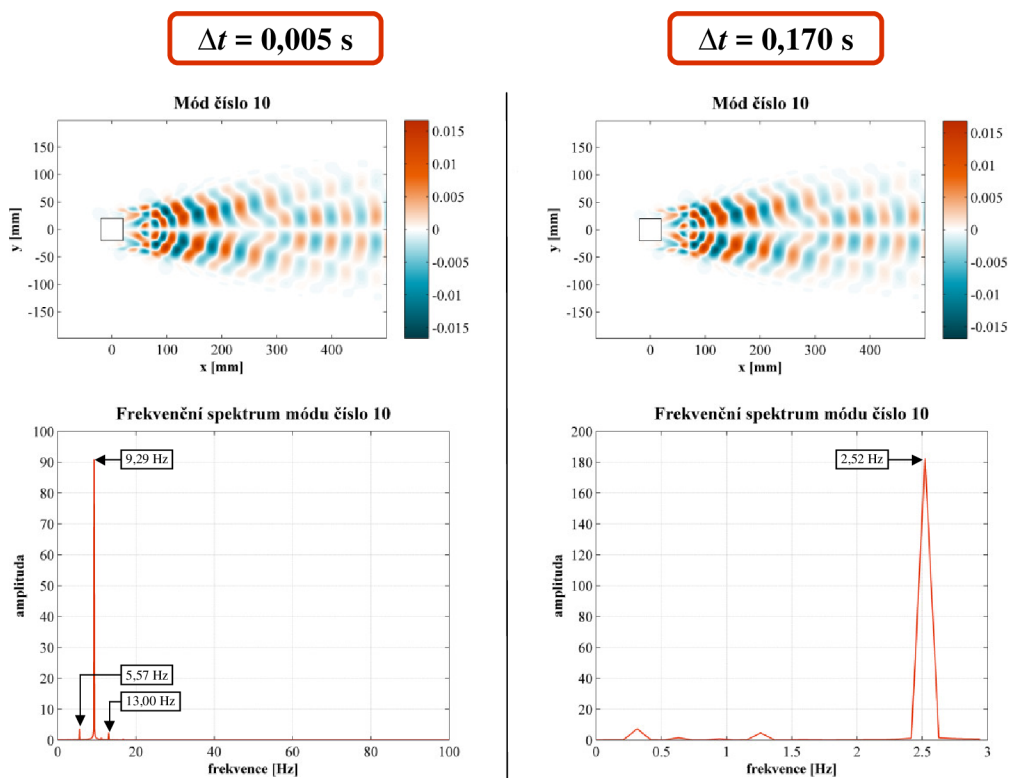 Δt = 0,005 s
Mód číslo 10
150
100
50
0
-50
-100
-150
y [mm]
0 100 200 300 400
x [mm]
0.015
0.01
0.005
0
-0.005
-0.01
-0.015
Frekvenční spektrum módu číslo 10
100
90
80
70
60
50
40
30
20
10
0
amplituda
9,29 Hz
5,57 Hz
13,00 Hz
0 20 40 60 80 100
frekvence [Hz]
Δt = 0,170 s
Mód číslo 10
150
100
50
0
-50
-100
-150
y [mm]
0 100 200 300 400
x [mm]
0.015
0.01
0.005
0
-0.005
-0.01
-0.015
Frekvenční spektrum módu číslo 10
200
180
160
140
120
100
80
60
40
20
0
amplituda
2,52 Hz
0 0.5 1 1.5 2 2.5 3
frekvence [Hz]